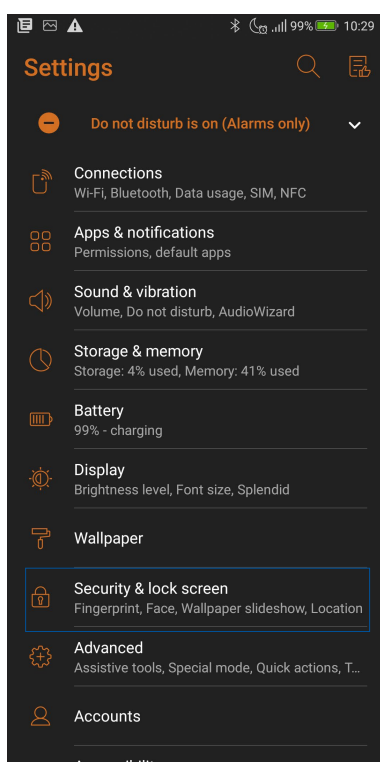 99% 10:29
Settings
Do not disturb is on (Alarms only)
Connections
Wi-Fi, Bluetooth, Data usage, SIM, NFC
Apps & notifications
Permissions, default apps
Sound & vibration
Volume, Do not disturb, AudioWizard
Storage & memory
Storage: 4% used, Memory: 41% used
Battery
99% - charging
Display
Brightness level, Font size, Splendid
Wallpaper
Security & lock screen
Fingerprint, Face, Wallpaper slideshow, Location
Advanced
Assistive tools, Special mode, Quick actions, T...
Accounts